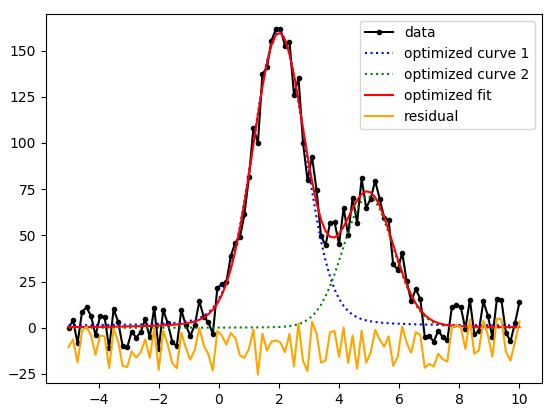 data
optimized curve 1
optimized curve 2
optimized fit
residual
150
125
100
75
50
25
0
−25
−4 −2 0 2 4 6 8 10